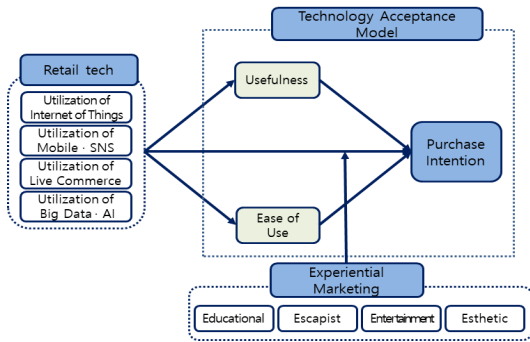 Technology Acceptance
Model
Retail tech
Utilization of
Internet of Things
Utilization of
Mobile · SNS
Utilization of
Live Commerce
Utilization of
Big Data · AI
Usefulness
Purchase
Intention
Ease of
Use
Experiential
Marketing
Educational
Escapist
Entertainment
Esthetic